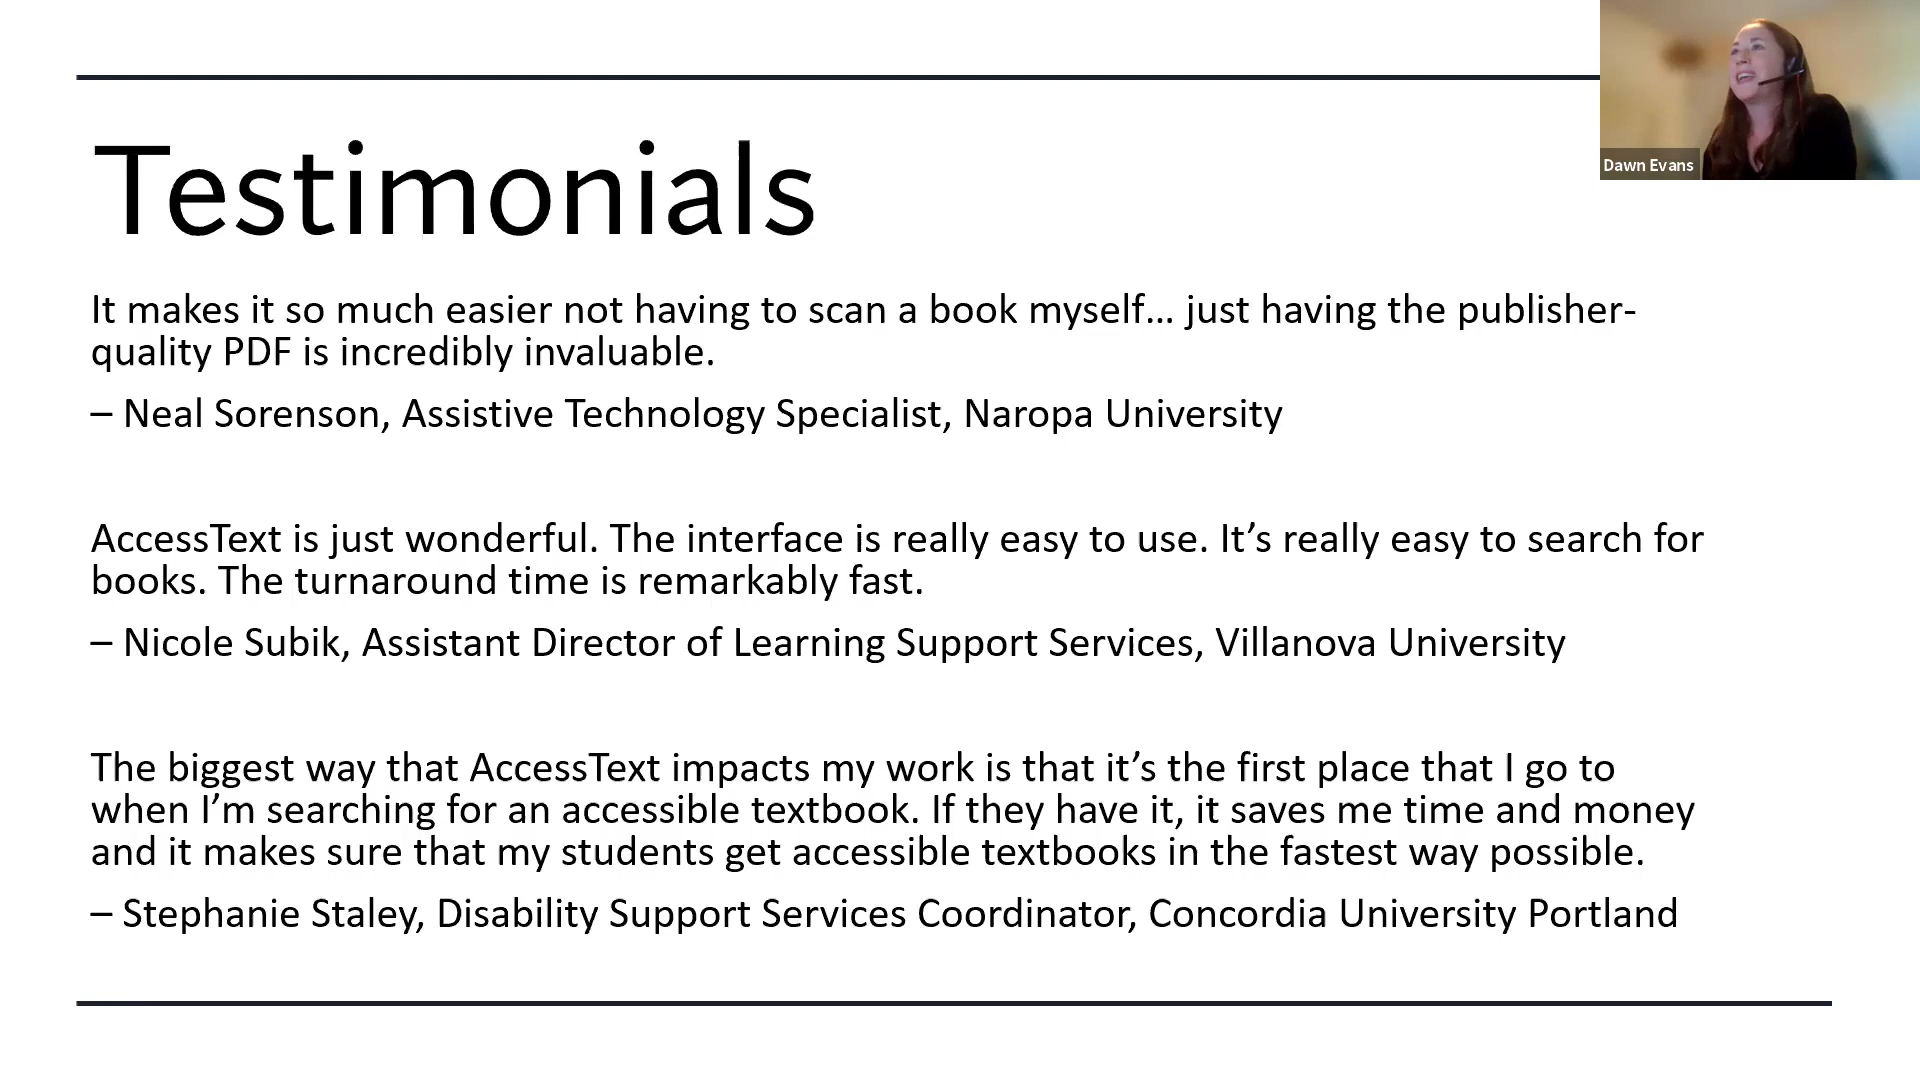 Testimonials
Dawn Evans
It makes it so much easier not having to scan a book myself… just having the publisher-
quality PDF is incredibly invaluable.
– Neal Sorenson, Assistive Technology Specialist, Naropa University
AccessText is just wonderful. The interface is really easy to use. It’s really easy to search for
books. The turnaround time is remarkably fast.
– Nicole Subik, Assistant Director of Learning Support Services, Villanova University
The biggest way that AccessText impacts my work is that it’s the first place that I go to
when I’m searching for an accessible textbook. If they have it, it saves me time and money
and it makes sure that my students get accessible textbooks in the fastest way possible.
– Stephanie Staley, Disability Support Services Coordinator, Concordia University Portland